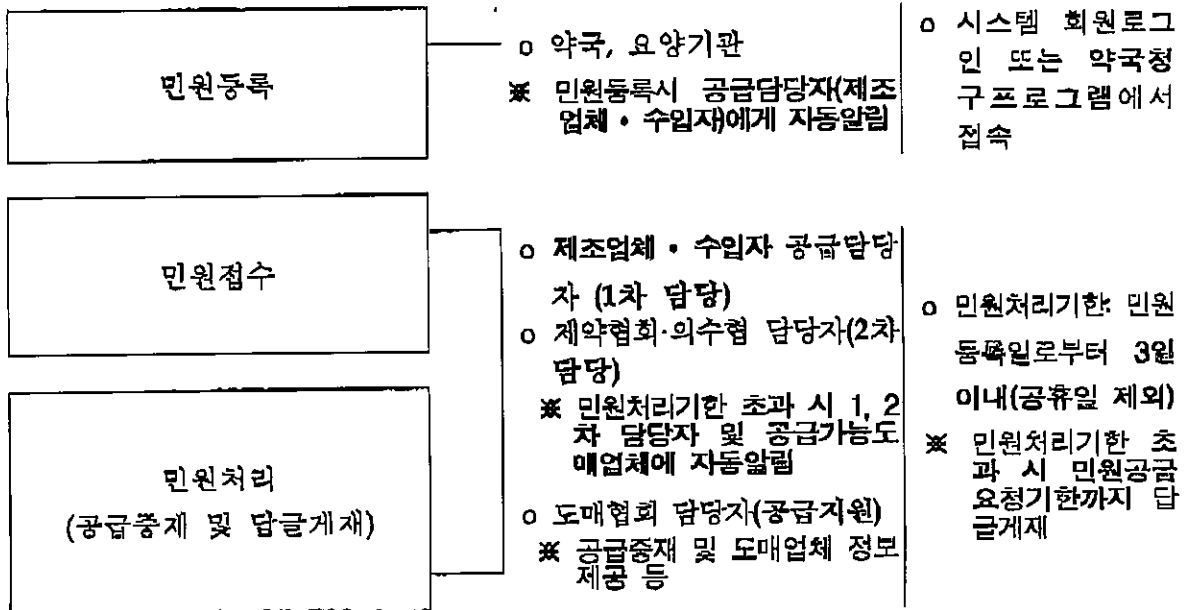 민원등록
o 약국, 요양기관
※ 민원등록시 공급담당자(제조
업체 • 수입자)에게 자동알림
o 시스템 회원로그
인 또는 약국청
구프로그램에서
접속
민원접수
민원처리
(공급중재 및 답글게재)
o 제조업체 • 수입자 공급담당
자 (1차 담당)
o 제약협회·의수협 담당자(2차
담당)
※ 민원처리기한 초과 시 1, 2
차 담당자 및 공급가능도
매업체에 자동알림
o 도매협회 담당자(공급지원)
※ 공급중재 및 도매업체 정보
제공 등
o 민원처리기한: 민원
등록일로부터 3일
이내(공휴일 제외)
※ 민원처리기한 초
과 시 민원공급
요청기한까지 답
글게재